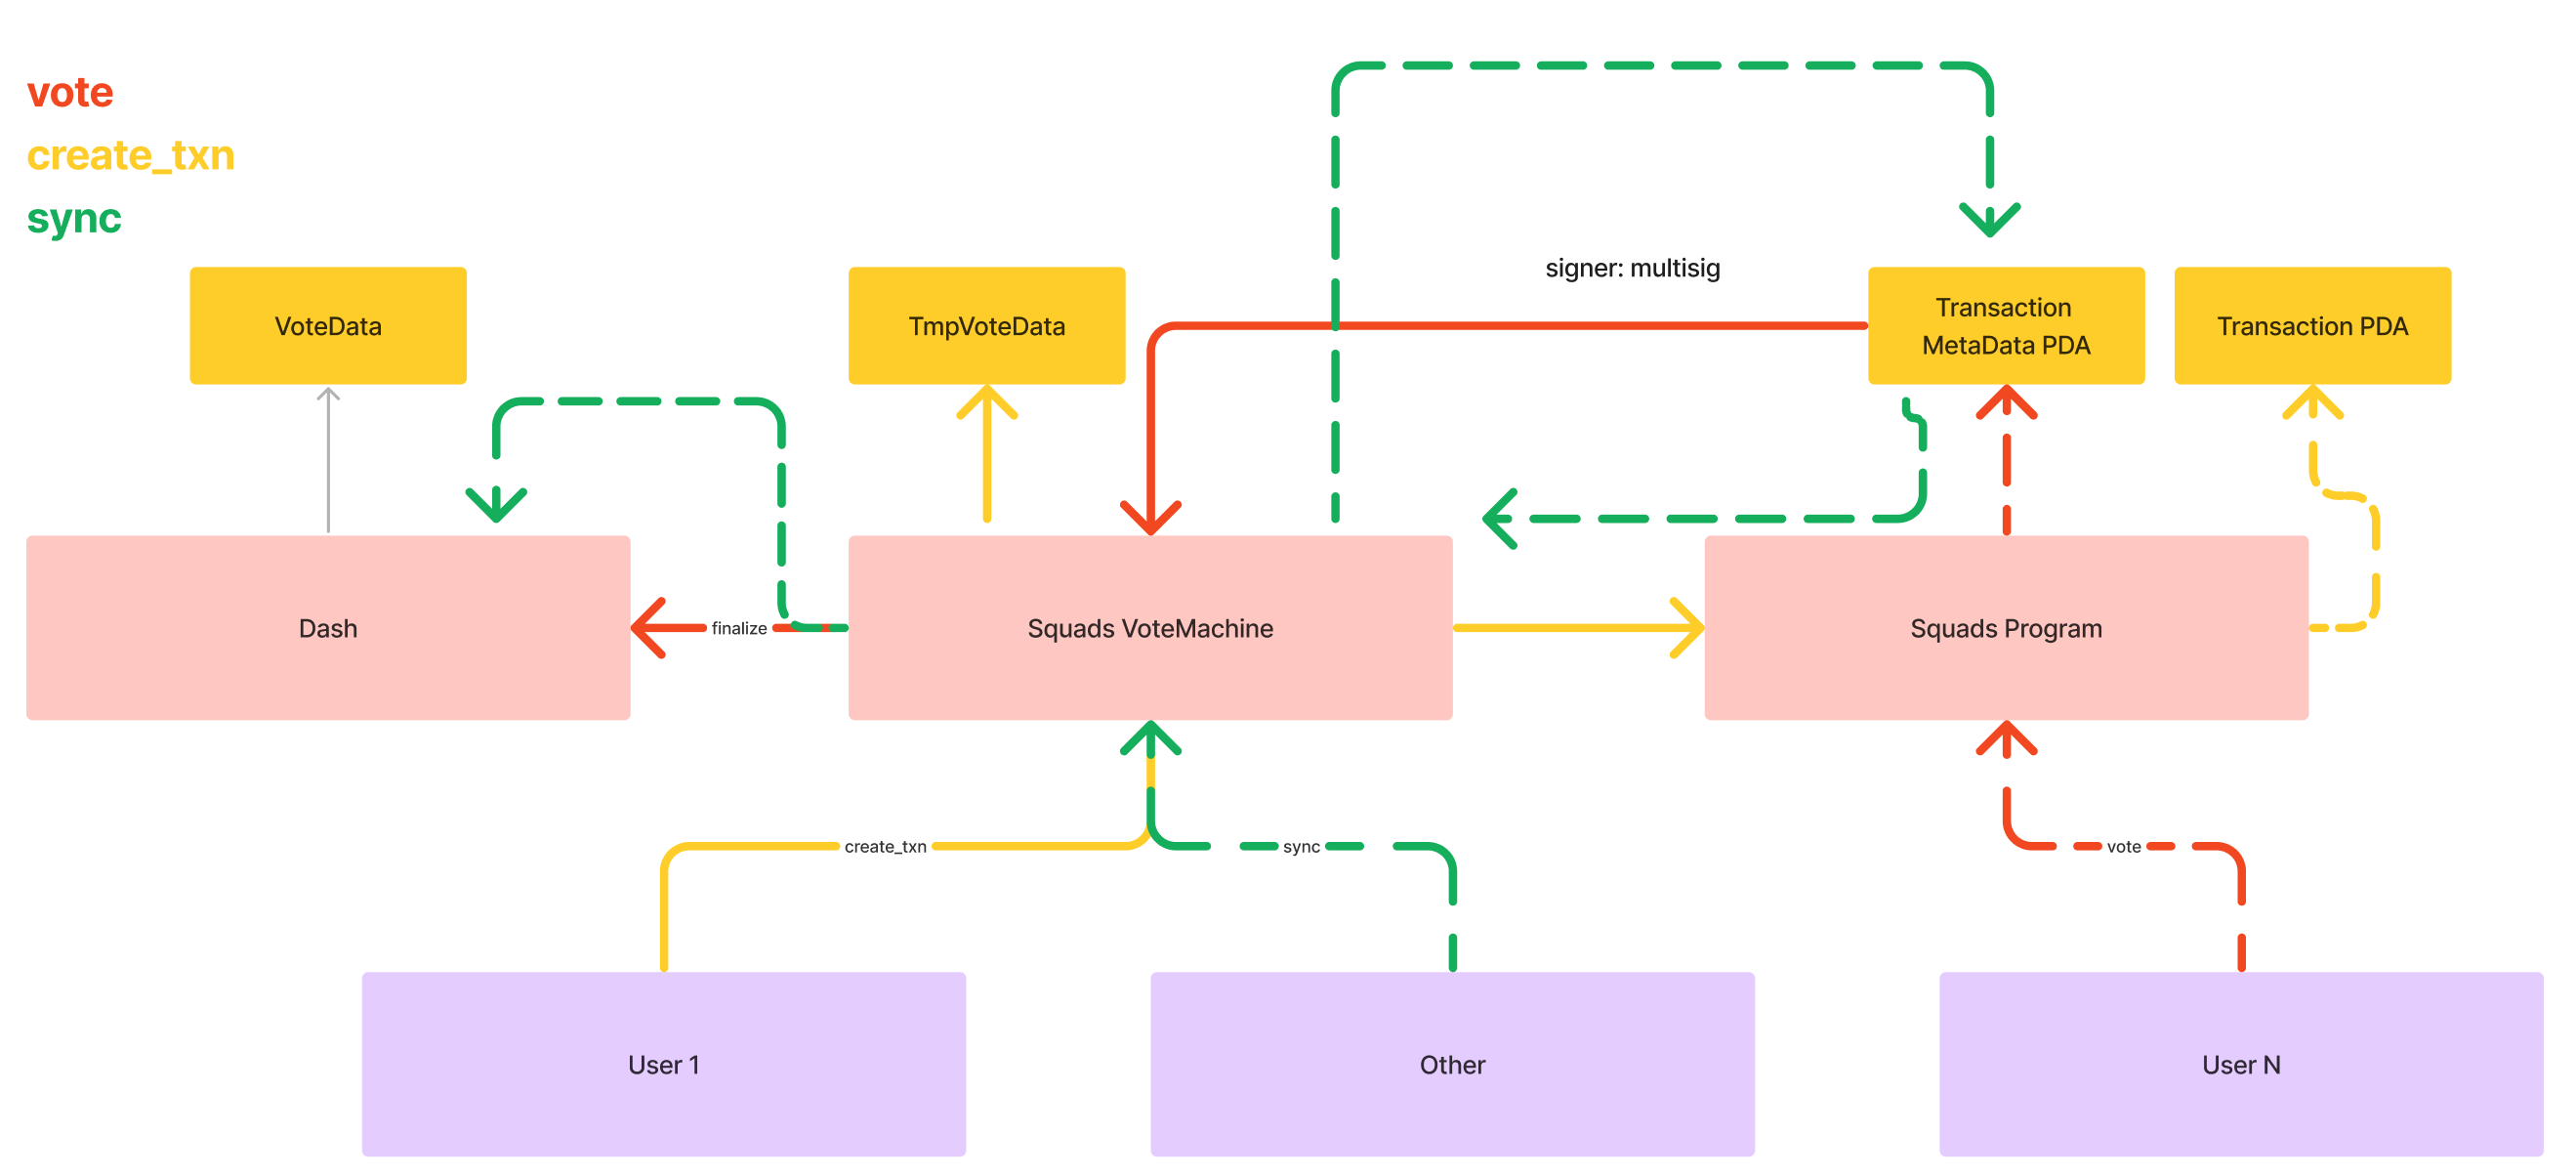 vote
create_txn
sync
signer: multisig
VoteData
TmpVoteData
Transaction
MetaData PDA
Transaction PDA
Dash
finalize
Squads VoteMachine
Squads Program
create_txn
sync
vote
User 1
Other
User N